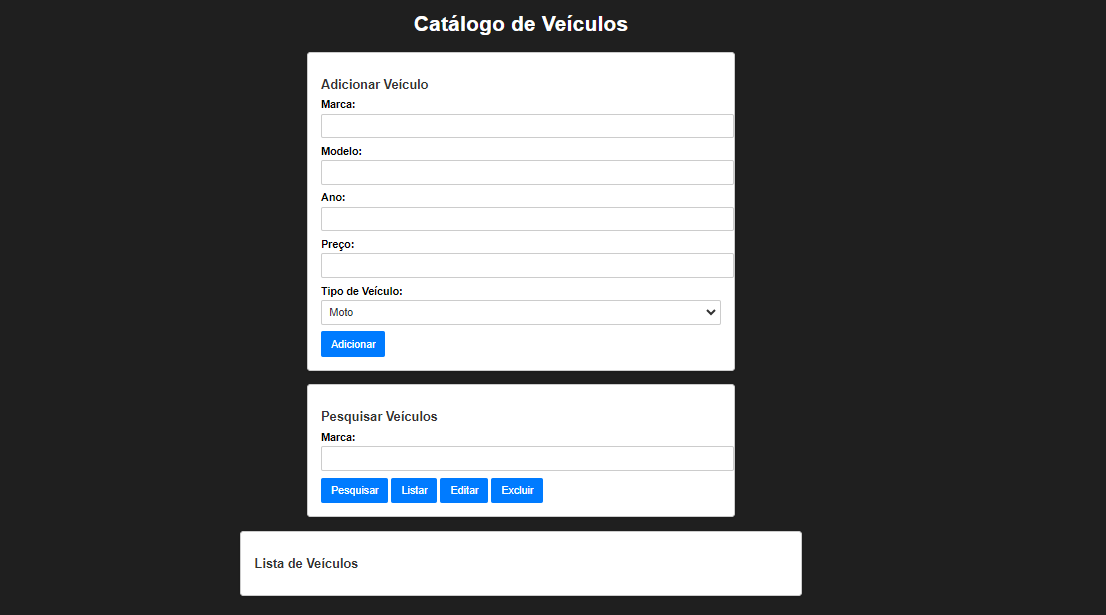 Catálogo de Veículos
Adicionar Veículo
Marca:
Modelo:
Ano:
Preço:
Tipo de Veículo:
Moto
Adicionar
Pesquisar Veículos
Marca:
Pesquisar Listar Editar Excluir
Lista de Veículos